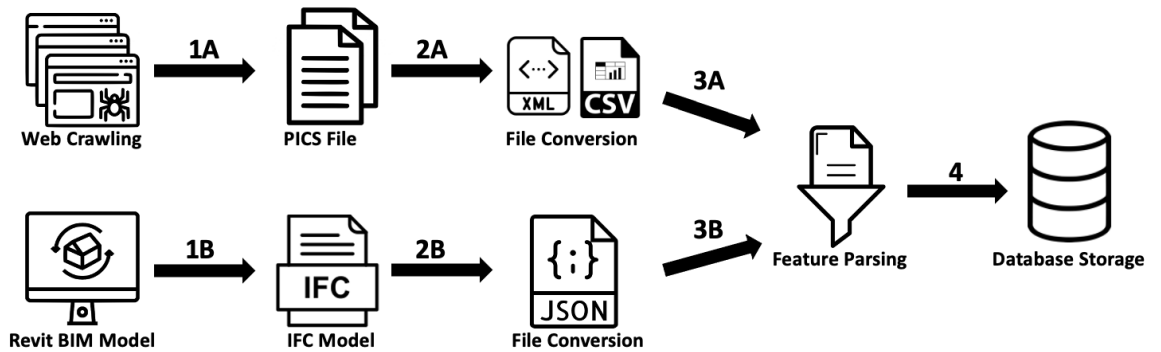 1A
2A
3A
<...>
XML
CSV
Web Crawling
PICS File
File Conversion
4
Feature Parsing
Database Storage
1B
2B
3B
IFC
{;}
JSON
Revit BIM Model
IFC Model
File Conversion